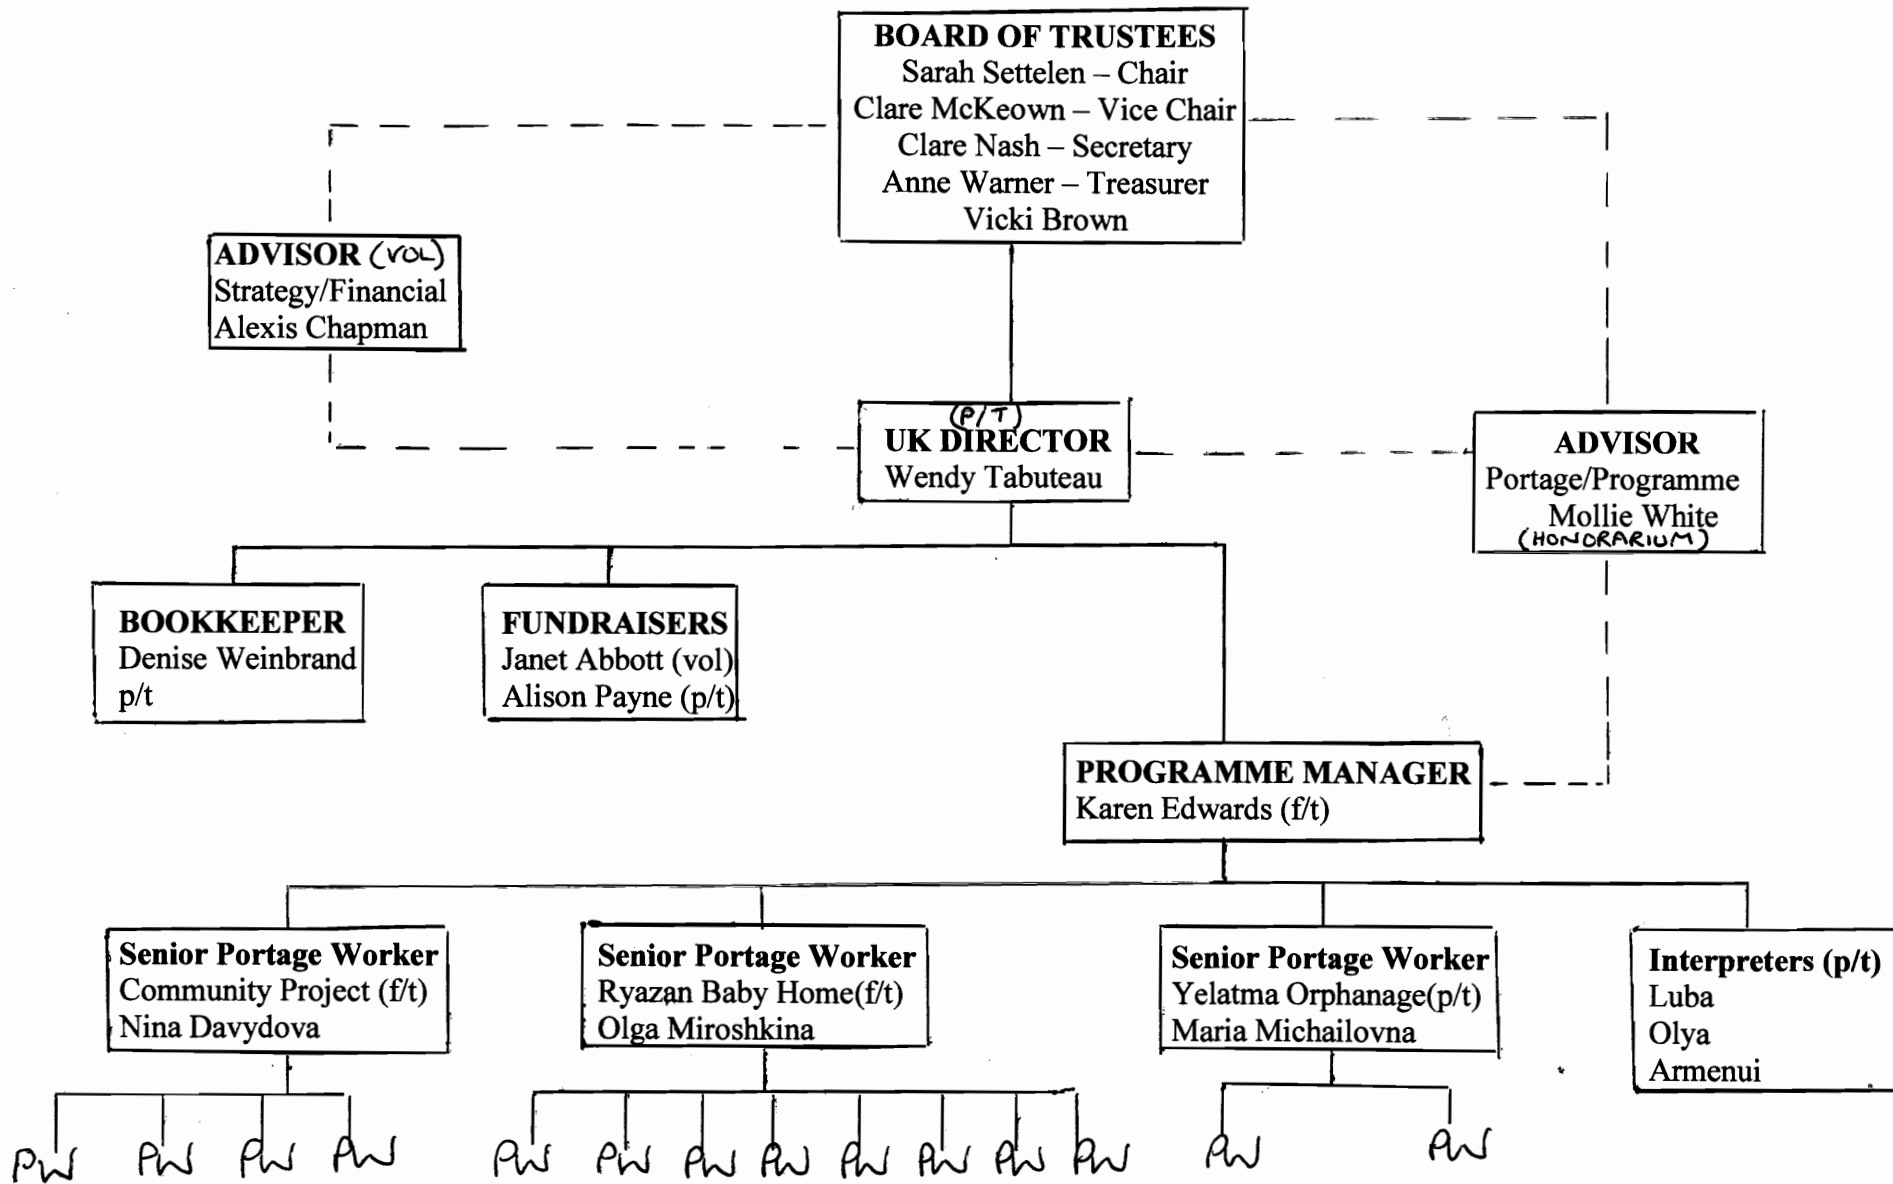 BOARD OF TRUSTEES
Sarah Settelen – Chair
Clare McKeown – Vice Chair
Clare Nash – Secretary
Anne Warner – Treasurer
Vicki Brown
ADVISOR (VOL)
Strategy/Financial
Alexis Chapman
(P/T)
UK DIRECTOR
Wendy Tabuteau
ADVISOR
Portage/Programme
Mollie White
(HONORARIUM)
BOOKKEEPER
Denise Weinbrand
p/t
FUNDRAISERS
Janet Abbott (vol)
Alison Payne (p/t)
PROGRAMME MANAGER
Karen Edwards (f/t)
Senior Portage Worker
Community Project (f/t)
Nina Davydova
Senior Portage Worker
Ryazan Baby Home(f/t)
Olga Miroshkina
Senior Portage Worker
Yelatma Orphanage(p/t)
Maria Michailovna
Interpreters (p/t)
Luba
Olya
Armenui
PW PW PW PW PW PW PW PW PW PW PW PW PW PW